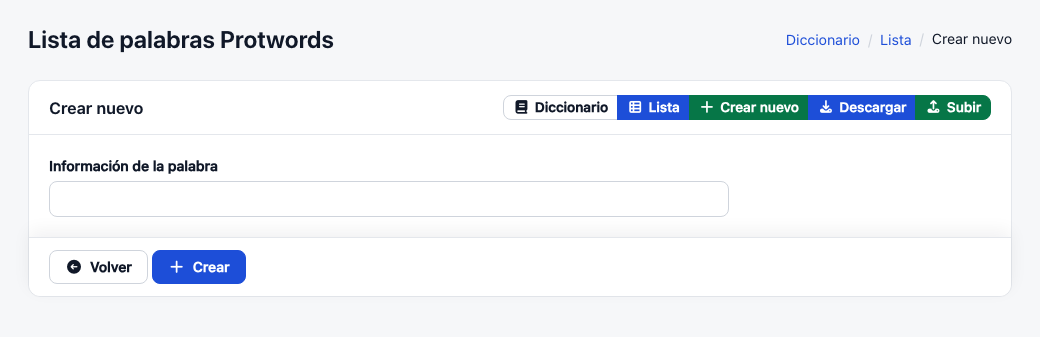 Lista de palabras Protwords
Diccionario / Lista / Crear nuevo
Crear nuevo
Diccionario Lista Crear nuevo Descargar Subir
Información de la palabra
Volver Crear